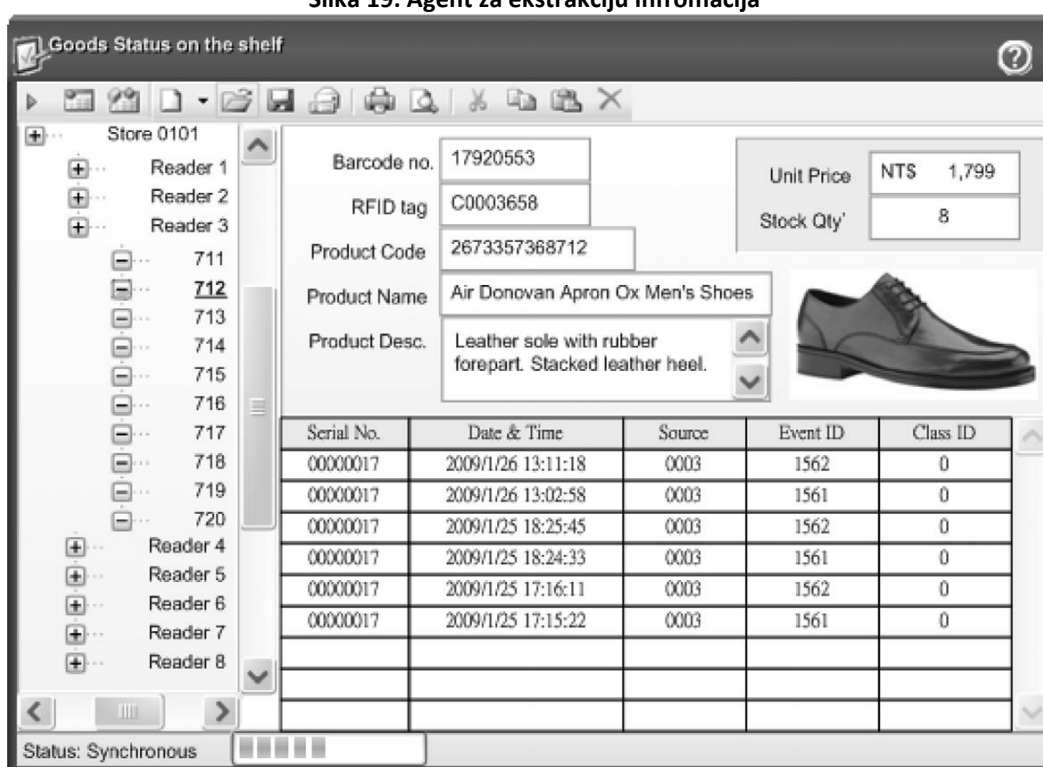 Slika 19. Agent za ekstrakciju infromacija
Goods Status on the shelf
Store 0101
Reader 1
Reader 2
Reader 3
711
712
713
714
715
716
717
718
719
720
Reader 4
Reader 5
Reader 6
Reader 7
Reader 8
Barcode no. 17920553
RFID tag C0003658
Product Code 2673357368712
Product Name Air Donovan Apron Ox Men's Shoes
Product Desc. Leather sole with rubber
forepart. Stacked leather heel.
Unit Price NT$ 1,799
Stock Qty' 8
Serial No. Date & Time Source Event ID Class ID
00000017 2009/1/26 13:11:18 0003 1562 0
00000017 2009/1/26 13:02:58 0003 1561 0
00000017 2009/1/25 18:25:45 0003 1562 0
00000017 2009/1/25 18:24:33 0003 1561 0
00000017 2009/1/25 17:16:11 0003 1562 0
00000017 2009/1/25 17:15:22 0003 1561 0
Status: Synchronous